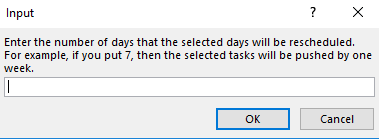 Input
? ×
Enter the number of days that the selected days will be rescheduled.
For example, if you put 7, then the selected tasks will be pushed by one
week.
OK Cancel